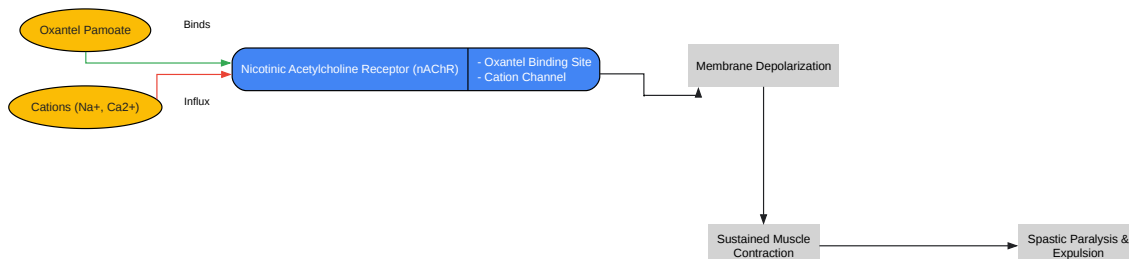 Oxantel Pamoate
Binds
Nicotinic Acetylcholine Receptor (nAChR)
- Oxantel Binding Site
- Cation Channel
Membrane Depolarization
Cations (Na+, Ca2+)
Influx
Sustained Muscle
Contraction
Spastic Paralysis &
Expulsion